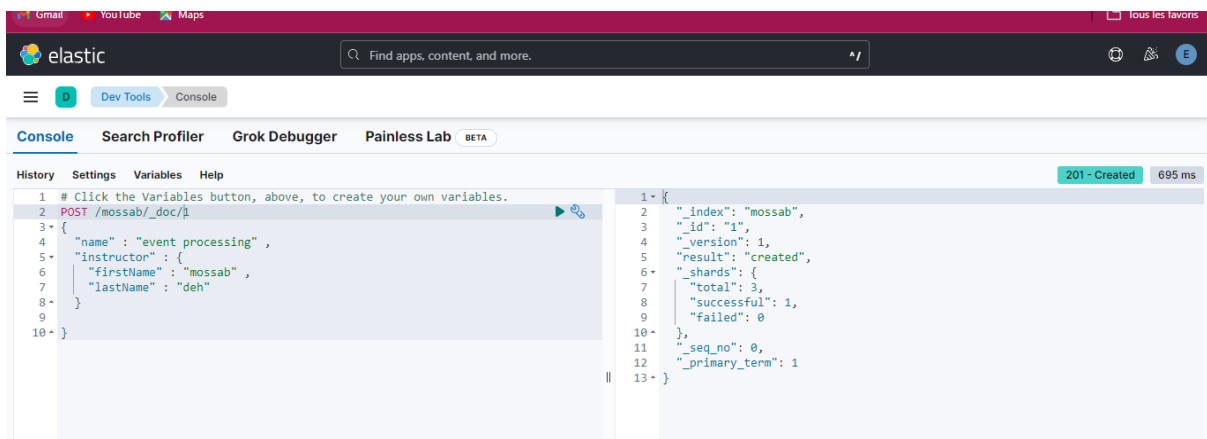 Gmail YouTube Maps Tous les favoris
elastic Find apps, content, and more. ^/ E
D Dev Tools Console
Console Search Profiler Grok Debugger Painless Lab BETA
History Settings Variables Help 201 - Created 695 ms
1 # Click the Variables button, above, to create your own variables.
2 POST /mossab/_doc/1
3 {
4 "name" : "event processing" ,
5 "instructor" : {
6 "firstName" : "mossab" ,
7 "lastName" : "deh"
8 }
9
10 }
1 {
2 "_index": "mossab",
3 "_id": "1",
4 "_version": 1,
5 "result": "created",
6 "_shards": {
7 "total": 3,
8 "successful": 1,
9 "failed": 0
10 },
11 "_seq_no": 0,
12 "_primary_term": 1
13 }